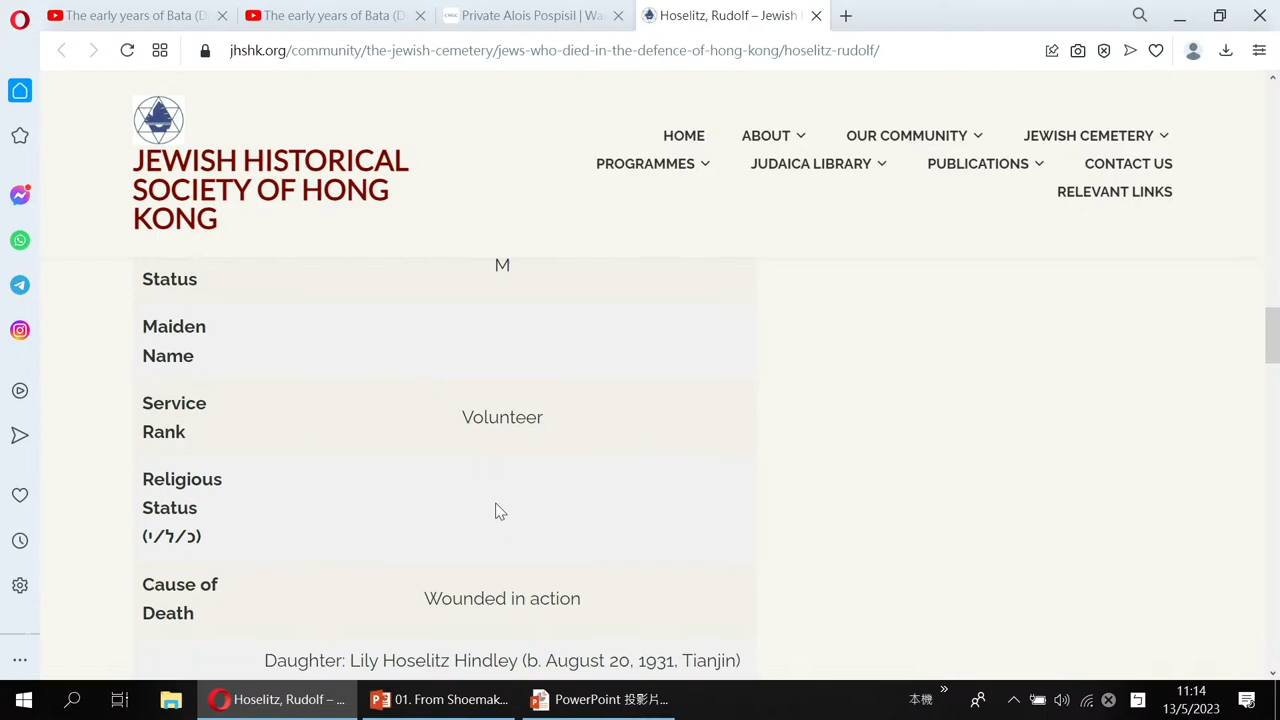 The early years of Bata (D
The early years of Bata (D
Private Alois Pospisil | Wa
Hoselitz, Rudolf – Jewish
jhshk.org/community/the-jewish-cemetery/jews-who-died-in-the-defence-of-hong-kong/hoselitz-rudolf/
JEWISH HISTORICAL
SOCIETY OF HONG
KONG
HOME ABOUT OUR COMMUNITY JEWISH CEMETERY
PROGRAMMES JUDAICA LIBRARY PUBLICATIONS CONTACT US
RELEVANT LINKS
Status M
Maiden
Name
Service
Rank
Volunteer
Religious
Status
(י/ל/כ)
Cause of
Death
Wounded in action
Daughter: Lily Hoselitz Hindley (b. August 20, 1931, Tianjin)
Hoselitz, Rudolf – ...
01. From Shoemak...
PowerPoint 投影片...
本機
11:14
13/5/2023